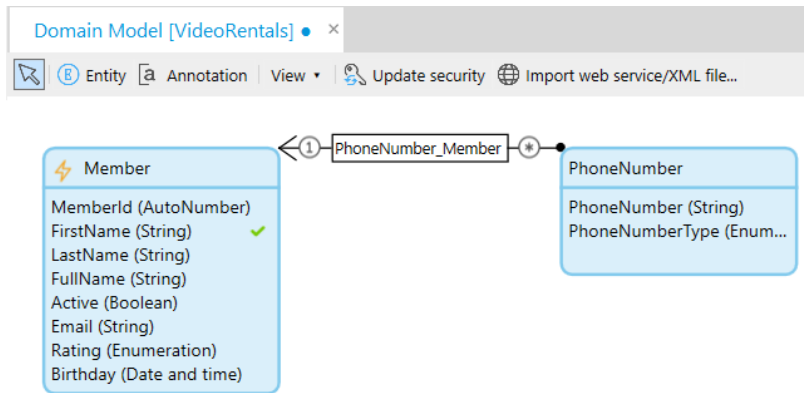 Domain Model [VideoRentals]
E Entity a Annotation View Update security Import web service/XML file...
1 PhoneNumber_Member *
Member
MemberId (AutoNumber)
FirstName (String)
LastName (String)
FullName (String)
Active (Boolean)
Email (String)
Rating (Enumeration)
Birthday (Date and time)
PhoneNumber
PhoneNumber (String)
PhoneNumberType (Enum...